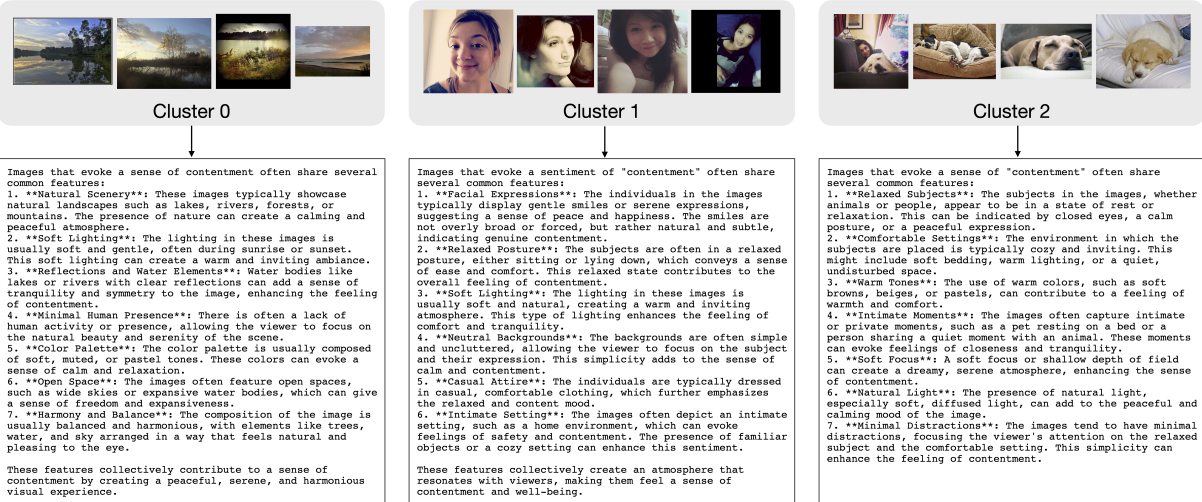 Cluster 0
Images that evoke a sense of contentment often share several
common features:
1. **Natural Scenery**: These images typically showcase
natural landscapes such as lakes, rivers, forests, or
mountains. The presence of nature can create a calming and
peaceful atmosphere.
2. **Soft Lighting**: The lighting in these images is
usually soft and gentle, often during sunrise or sunset.
This soft lighting can create a warm and inviting ambiance.
3. **Reflections and Water Elements**: Water bodies like
lakes or rivers with clear reflections can add a sense of
tranquility and symmetry to the image, enhancing the feeling
of contentment.
4. **Minimal Human Presence**: There is often a lack of
human activity or presence, allowing the viewer to focus on
the natural beauty and serenity of the scene.
5. **Color Palette**: The color palette is usually composed
of soft, muted, or pastel tones. These colors can evoke a
sense of calm and relaxation.
6. **Open Space**: The images often feature open spaces,
such as wide skies or expansive water bodies, which can give
a sense of freedom and expansiveness.
7. **Harmony and Balance**: The composition of the image is
usually balanced and harmonious, with elements like trees,
water, and sky arranged in a way that feels natural and
pleasing to the eye.
These features collectively contribute to a sense of
contentment by creating a peaceful, serene, and harmonious
visual experience.
Cluster 1
Images that evoke a sentiment of "contentment" often share
several common features:
1. **Facial Expressions**: The individuals in the images
typically display gentle smiles or serene expressions,
suggesting a sense of peace and happiness. The smiles are
not overly broad or forced, but rather natural and subtle,
indicating genuine contentment.
2. **Relaxed Posture**: The subjects are often in a relaxed
posture, either sitting or lying down, which conveys a sense
of ease and comfort. This relaxed state contributes to the
overall feeling of contentment.
3. **Soft Lighting**: The lighting in these images is
usually soft and natural, creating a warm and inviting
atmosphere. This type of lighting enhances the feeling of
comfort and tranquility.
4. **Neutral Backgrounds**: The backgrounds are often simple
and uncluttered, allowing the viewer to focus on the subject
and their expression. This simplicity adds to the sense of
calm and contentment.
5. **Casual Attire**: The individuals are typically dressed
in casual, comfortable clothing, which further emphasizes
the relaxed and content mood.
6. **Intimate Setting**: The images often depict an intimate
setting, such as a home environment, which can evoke
feelings of safety and contentment. The presence of familiar
objects or a cozy setting can enhance this sentiment.
These features collectively create an atmosphere that
resonates with viewers, making them feel a sense of
contentment and well-being.
Cluster 2
Images that evoke a sense of "contentment" often share
several common features:
1. **Relaxed Subjects**: The subjects in the images, whether
animals or people, appear to be in a state of rest or
relaxation. This can be indicated by closed eyes, a calm
posture, or a peaceful expression.
2. **Comfortable Settings**: The environment in which the
subjects are placed is typically cozy and inviting. This
might include soft bedding, warm lighting, or a quiet,
undisturbed space.
3. **Warm Tones**: The use of warm colors, such as soft
browns, beiges, or pastels, can contribute to a feeling of
warmth and comfort.
4. **Intimate Moments**: The images often capture intimate
or private moments, such as a pet resting on a bed or a
person sharing a quiet moment with an animal. These moments
can evoke feelings of closeness and tranquility.
5. **Soft Focus**: A soft focus or shallow depth of field
can create a dreamy, serene atmosphere, enhancing the sense
of contentment.
6. **Natural Light**: The presence of natural light,
especially soft, diffused light, can add to the peaceful and
calming mood of the image.
7. **Minimal Distractions**: The images tend to have minimal
distractions, focusing the viewer's attention on the relaxed
subject and the comfortable setting. This simplicity can
enhance the feeling of contentment.